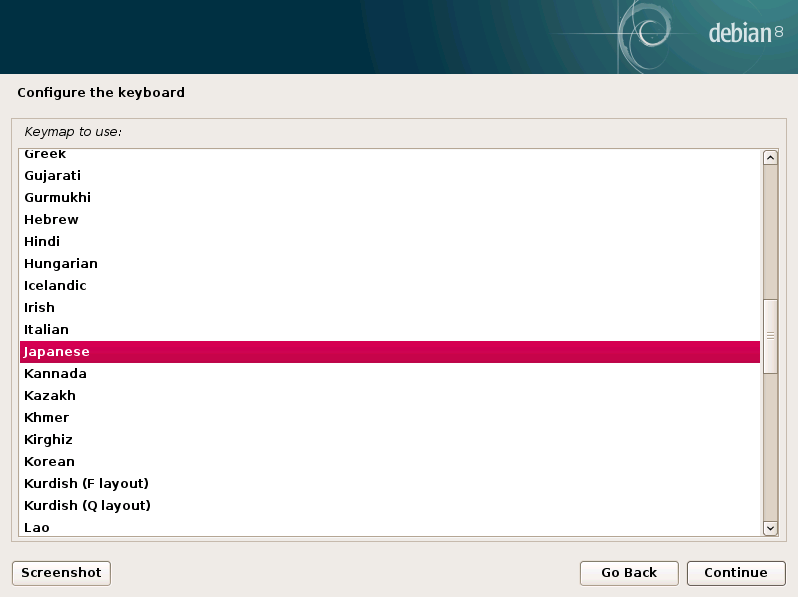 debian 8
Configure the keyboard
Keymap to use:
Greek
Gujarati
Gurmukhi
Hebrew
Hindi
Hungarian
Icelandic
Irish
Italian
Japanese
Kannada
Kazakh
Khmer
Kirghiz
Korean
Kurdish (F layout)
Kurdish (Q layout)
Lao
Screenshot
Go Back
Continue